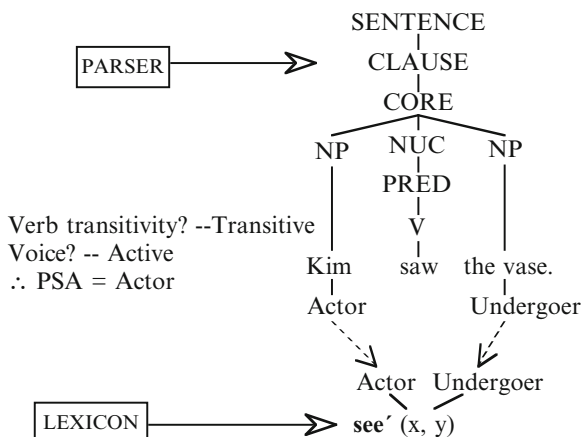 SENTENCE
PARSER
CLAUSE
CORE
NP NUC NP
PRED
Verb transitivity? --Transitive
V
Voice? -- Active
∴ PSA = Actor
Kim saw the vase.
Actor Undergoer
Actor Undergoer
LEXICON
see′ (x, y)